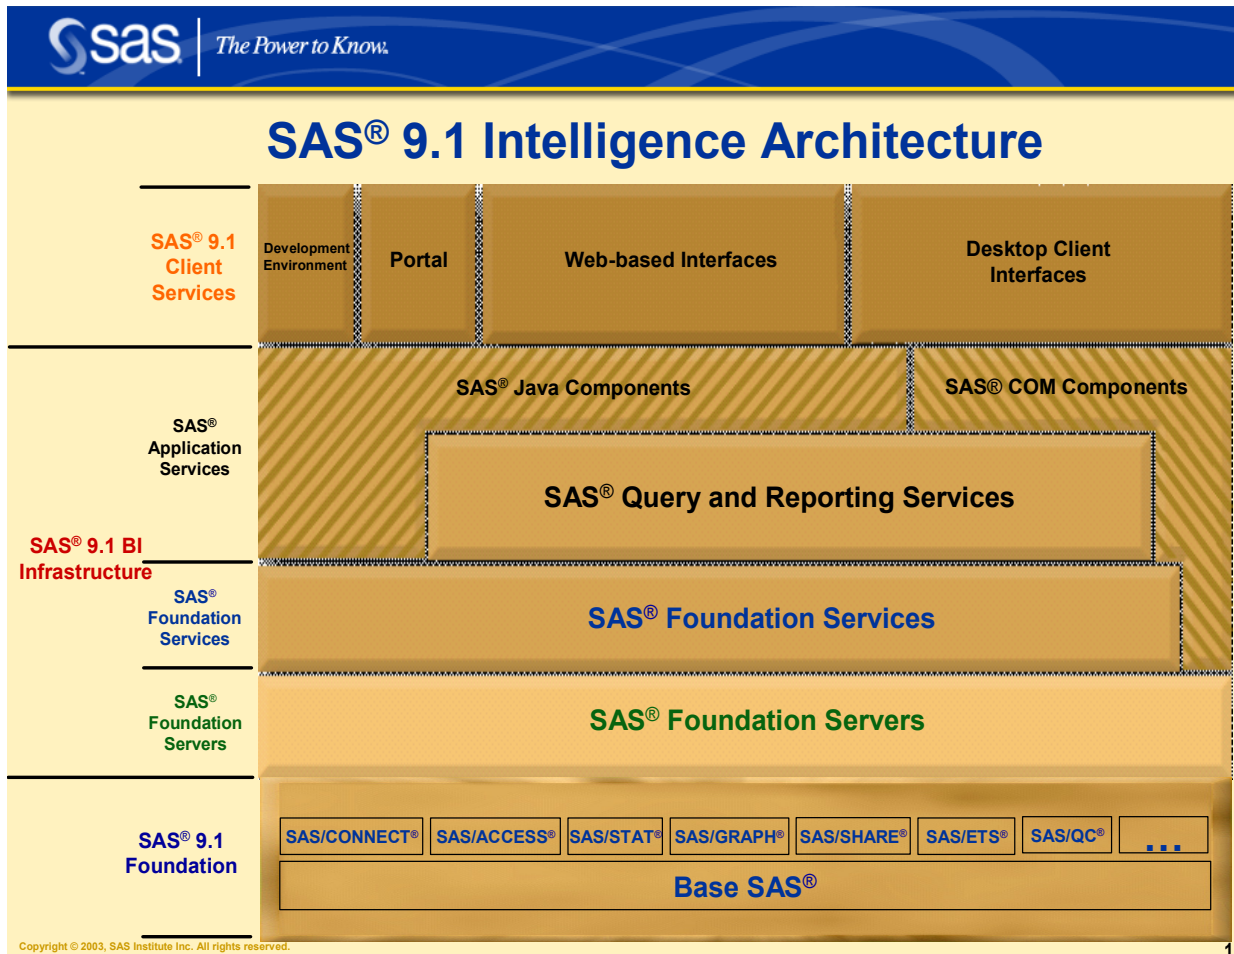 sas
The Power to Know.
SAS® 9.1 Intelligence Architecture
SAS® 9.1
Client
Services
Development
Environment
Portal
Web-based Interfaces
Desktop Client
Interfaces
SAS® Java Components
SAS® COM Components
SAS®
Application
Services
SAS® Query and Reporting Services
SAS® 9.1 BI
Infrastructure
SAS®
Foundation
Services
SAS® Foundation Services
SAS®
Foundation
Servers
SAS® Foundation Servers
SAS® 9.1
Foundation
SAS/CONNECT® SAS/ACCESS® SAS/STAT® SAS/GRAPH® SAS/SHARE® SAS/ETS® SAS/QC® ...
Base SAS®
Copyright © 2003, SAS Institute Inc. All rights reserved.
1